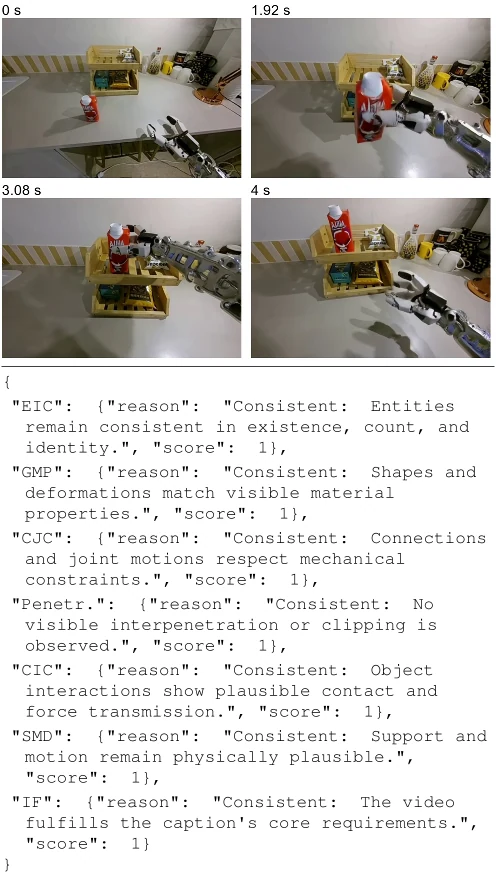 0 s
1.92 s
3.08 s
4 s
{
"EIC": {"reason": "Consistent: Entities
remain consistent in existence, count, and
identity.", "score": 1},
"GMP": {"reason": "Consistent: Shapes and
deformations match visible material
properties.", "score": 1},
"CJC": {"reason": "Consistent: Connections
and joint motions respect mechanical
constraints.", "score": 1},
"Penetr.": {"reason": "Consistent: No
visible interpenetration or clipping is
observed.", "score": 1},
"CIC": {"reason": "Consistent: Object
interactions show plausible contact and
force transmission.", "score": 1},
"SMD": {"reason": "Consistent: Support and
motion remain physically plausible.",
"score": 1},
"IF": {"reason": "Consistent: The video
fulfills the caption's core requirements.",
"score": 1}
}